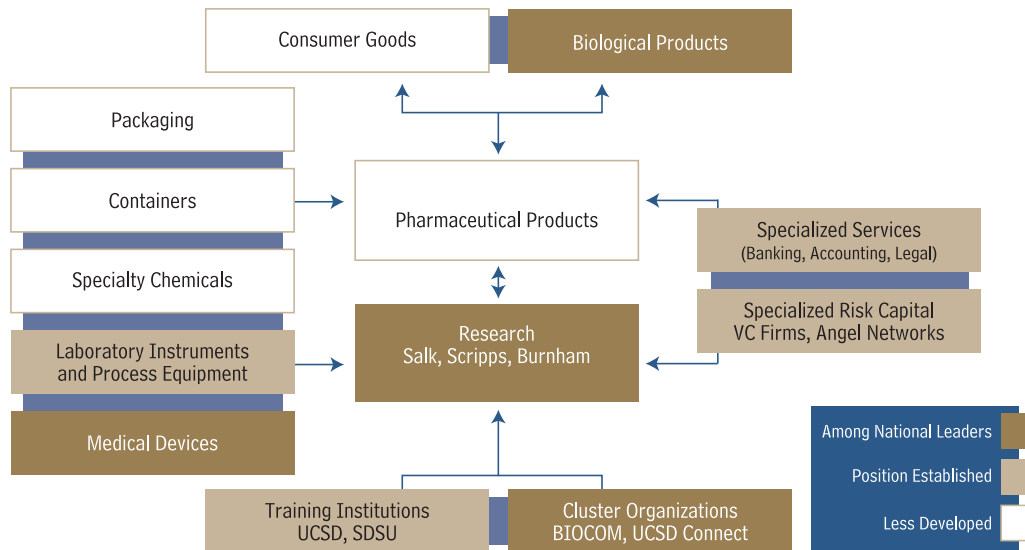 Consumer Goods
Biological Products
Packaging
Containers
Specialty Chemicals
Laboratory Instruments
and Process Equipment
Medical Devices
Pharmaceutical Products
Research
Salk, Scripps, Burnham
Specialized Services
(Banking, Accounting, Legal)
Specialized Risk Capital
VC Firms, Angel Networks
Training Institutions
UCSD, SDSU
Cluster Organizations
BIOCOM, UCSD Connect
Among National Leaders
Position Established
Less Developed